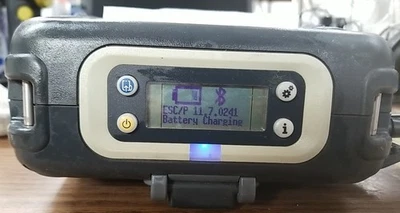 ESC/P 11.7.0241
Battery Charging
i